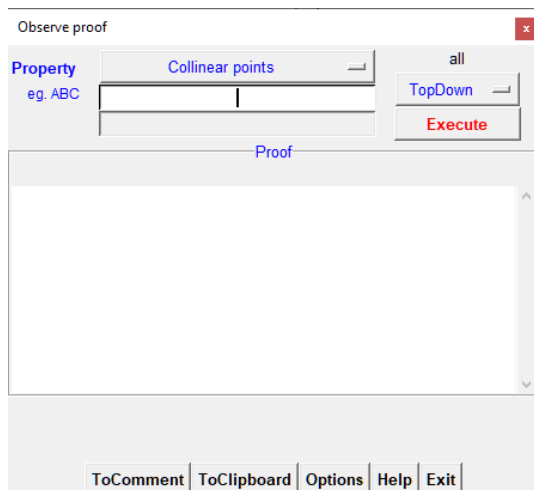 Observe proof
x
Property
Collinear points
all
eg. ABC
TopDown
Execute
Proof
ToComment ToClipboard Options Help Exit